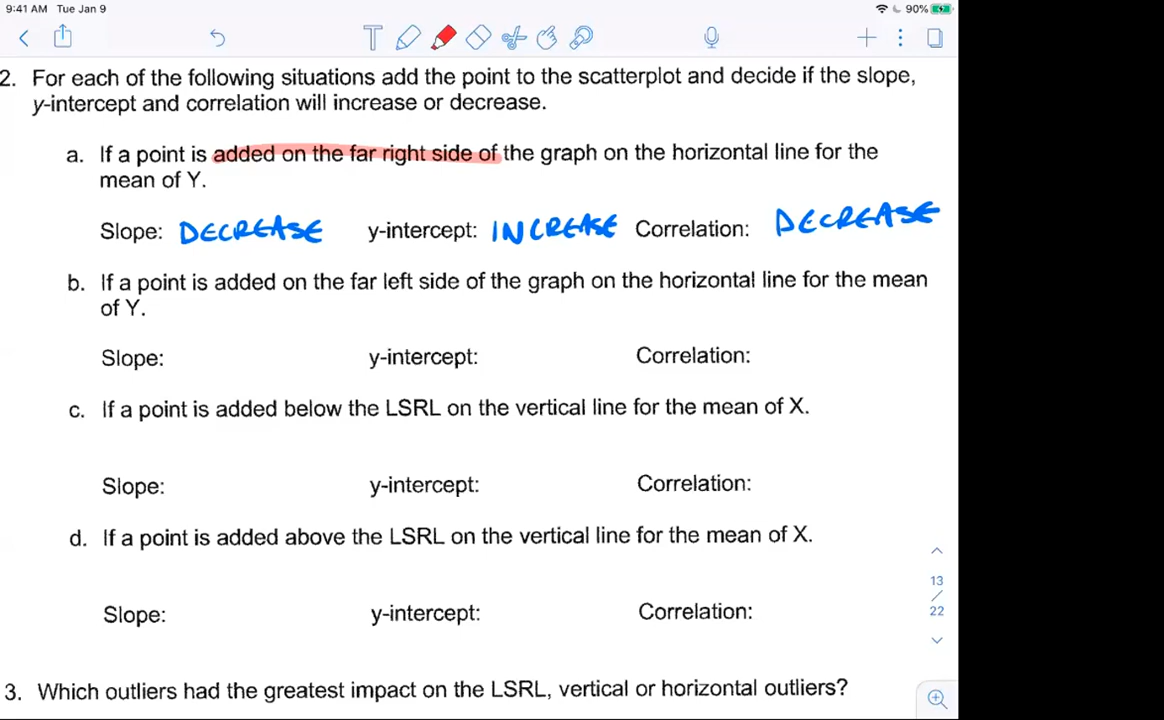 9:41 AM Tue Jan 9
90%
T
2. For each of the following situations add the point to the scatterplot and decide if the slope,
y-intercept and correlation will increase or decrease.
a. If a point is added on the far right side of the graph on the horizontal line for the
mean of Y.
Slope: DECREASE y-intercept: INCREASE Correlation: DECREASE
b. If a point is added on the far left side of the graph on the horizontal line for the mean
of Y.
Slope: y-intercept: Correlation:
c. If a point is added below the LSRL on the vertical line for the mean of X.
Slope: y-intercept: Correlation:
d. If a point is added above the LSRL on the vertical line for the mean of X.
13
/
22
Slope: y-intercept: Correlation:
3. Which outliers had the greatest impact on the LSRL, vertical or horizontal outliers?